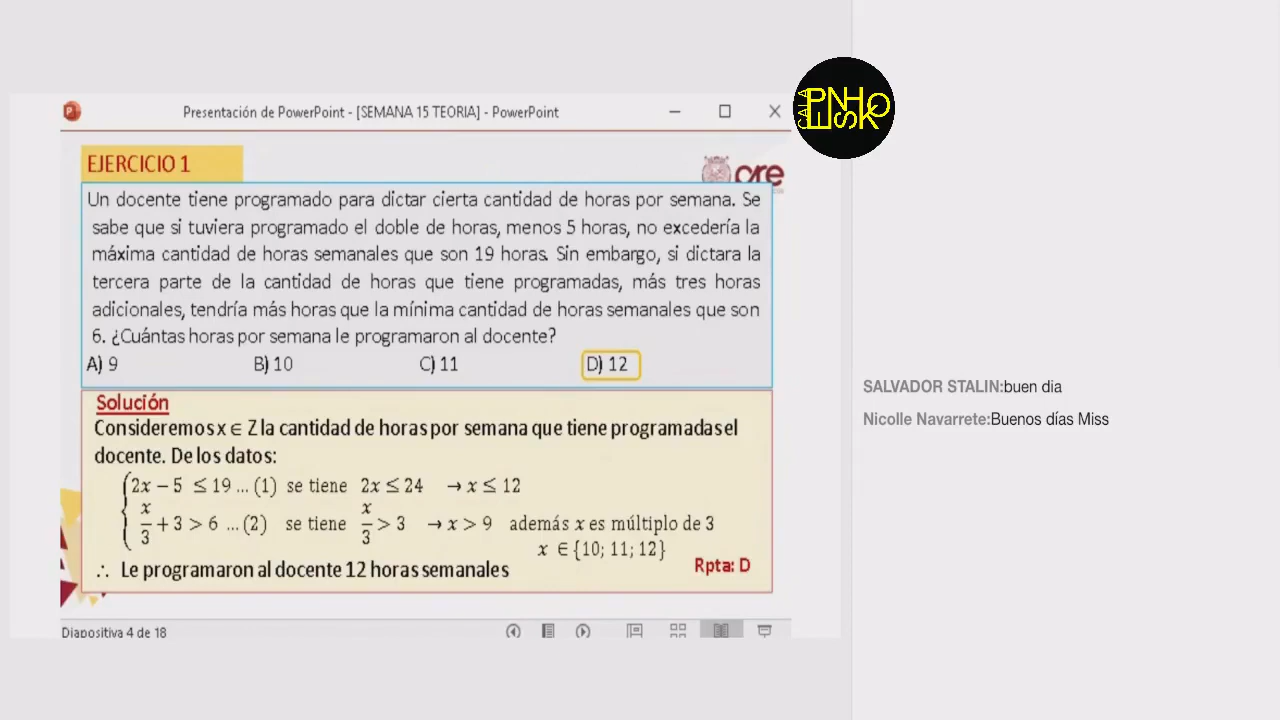 Presentación de PowerPoint - [SEMANA 15 TEORIA] - PowerPoint
EJERCICIO 1
cre
Un docente tiene programado para dictar cierta cantidad de horas por semana. Se
sabe que si tuviera programado el doble de horas, menos 5 horas, no excedería la
máxima cantidad de horas semanales que son 19 horas. Sin embargo, si dictara la
tercera parte de la cantidad de horas que tiene programadas, más tres horas
adicionales, tendría más horas que la mínima cantidad de horas semanales que son
6. ¿Cuántas horas por semana le programaron al docente?
A) 9 B) 10 C) 11 D) 12
Solución
Consideremos x ∈ Z la cantidad de horas por semana que tiene programadas el
docente. De los datos:
2x − 5 ≤ 19 ... (1) se tiene 2x ≤ 24 → x ≤ 12
x/3 + 3 > 6 ... (2) se tiene x/3 > 3 → x > 9 además x es múltiplo de 3
x ∈ {10; 11; 12}
∴ Le programaron al docente 12 horas semanales
Rpta: D
Diapositiva 4 de 18
SALVADOR STALIN:buen dia
Nicolle Navarrete:Buenos días Miss